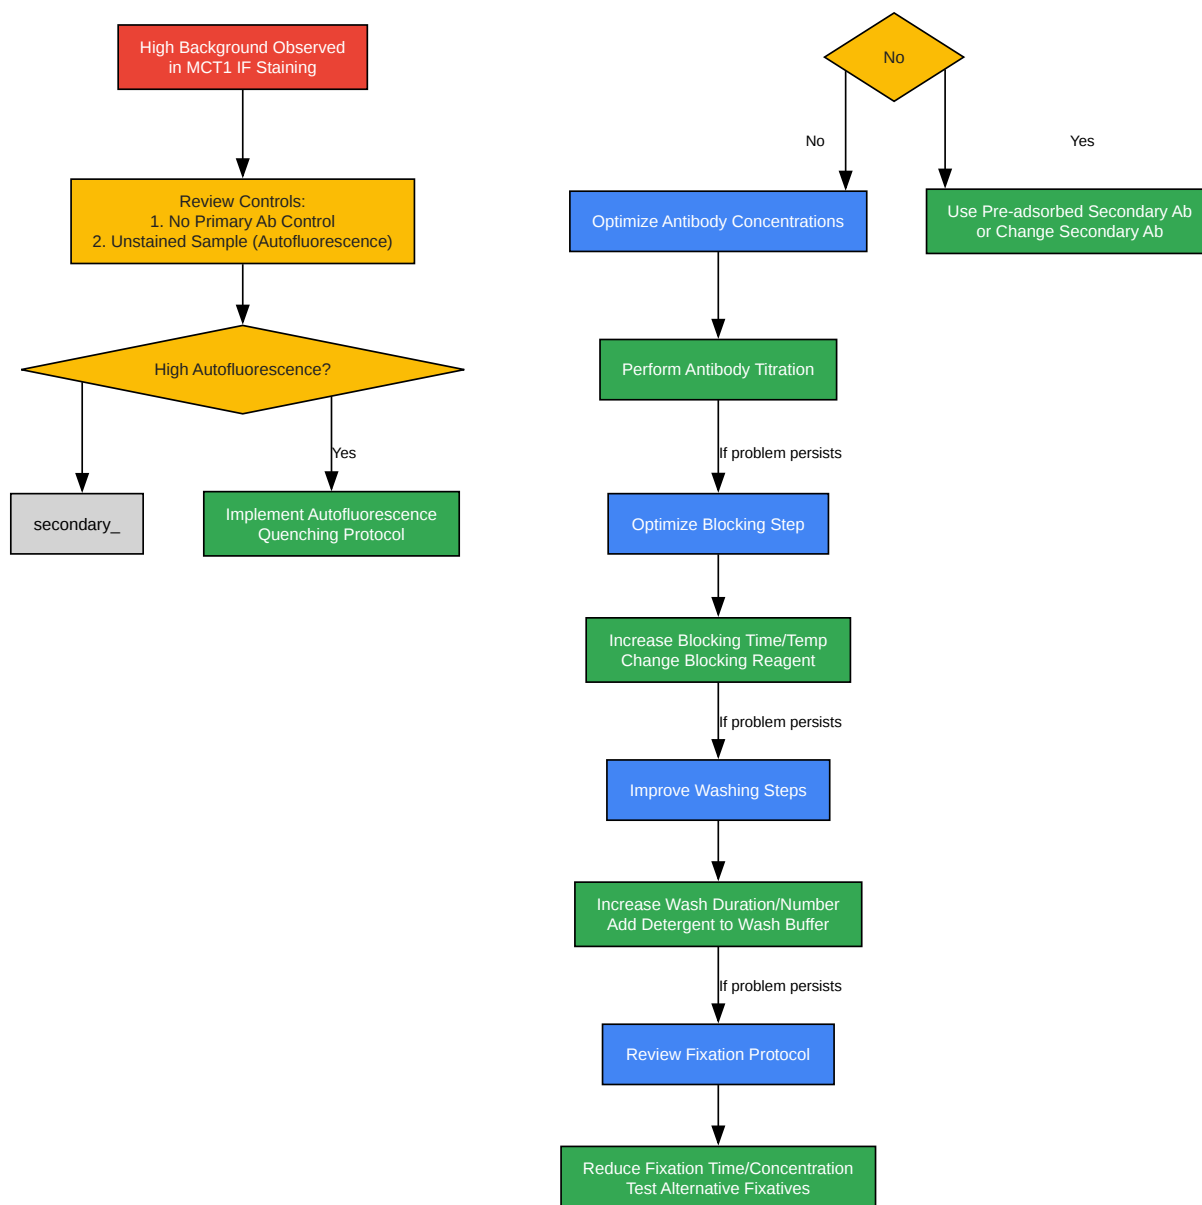 High Background Observed
in MCT1 IF Staining
Review Controls:
1. No Primary Ab Control
2. Unstained Sample (Autofluorescence)
High Autofluorescence?
Yes
secondary_
Implement Autofluorescence
Quenching Protocol
No
No
Yes
Optimize Antibody Concentrations
Use Pre-adsorbed Secondary Ab
or Change Secondary Ab
Perform Antibody Titration
If problem persists
Optimize Blocking Step
Increase Blocking Time/Temp
Change Blocking Reagent
If problem persists
Improve Washing Steps
Increase Wash Duration/Number
Add Detergent to Wash Buffer
If problem persists
Review Fixation Protocol
Reduce Fixation Time/Concentration
Test Alternative Fixatives